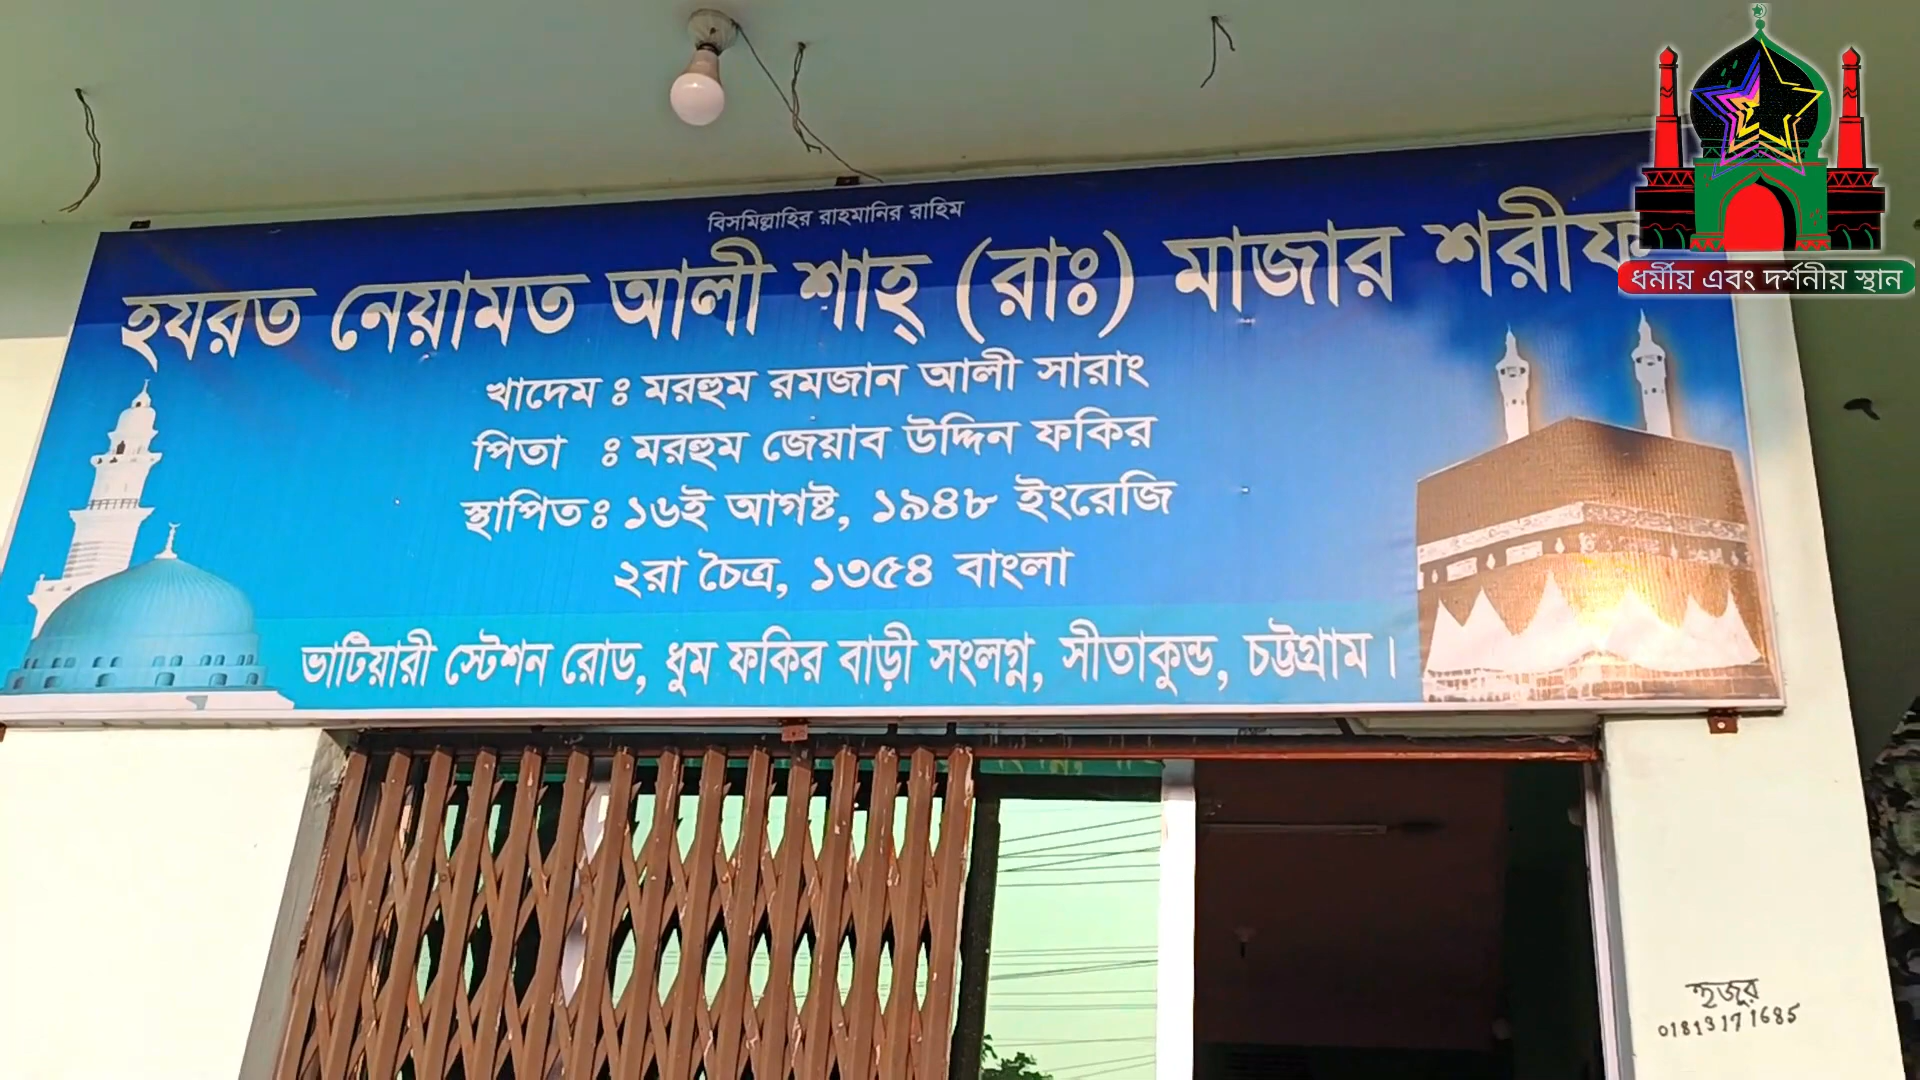 বিসমিল্লাহির রাহমানির রাহিম
হযরত নেয়ামত আলী শাহ্ (রাঃ) মাজার শরীফ
খাদেম ঃ মরহুম রমজান আলী সারাং
পিতা ঃ মরহুম জেয়াব উদ্দিন ফকির
স্থাপিত ঃ ১৬ই আগষ্ট, ১৯৪৮ ইংরেজি
২রা চৈত্র, ১৩৫৪ বাংলা
ভাটিয়ারী স্টেশন রোড, ধুম ফকির বাড়ী সংলগ্ন, সীতাকুন্ড, চট্টগ্রাম।
ধর্মীয় এবং দর্শনীয় স্থান
হুজুর
01813171685